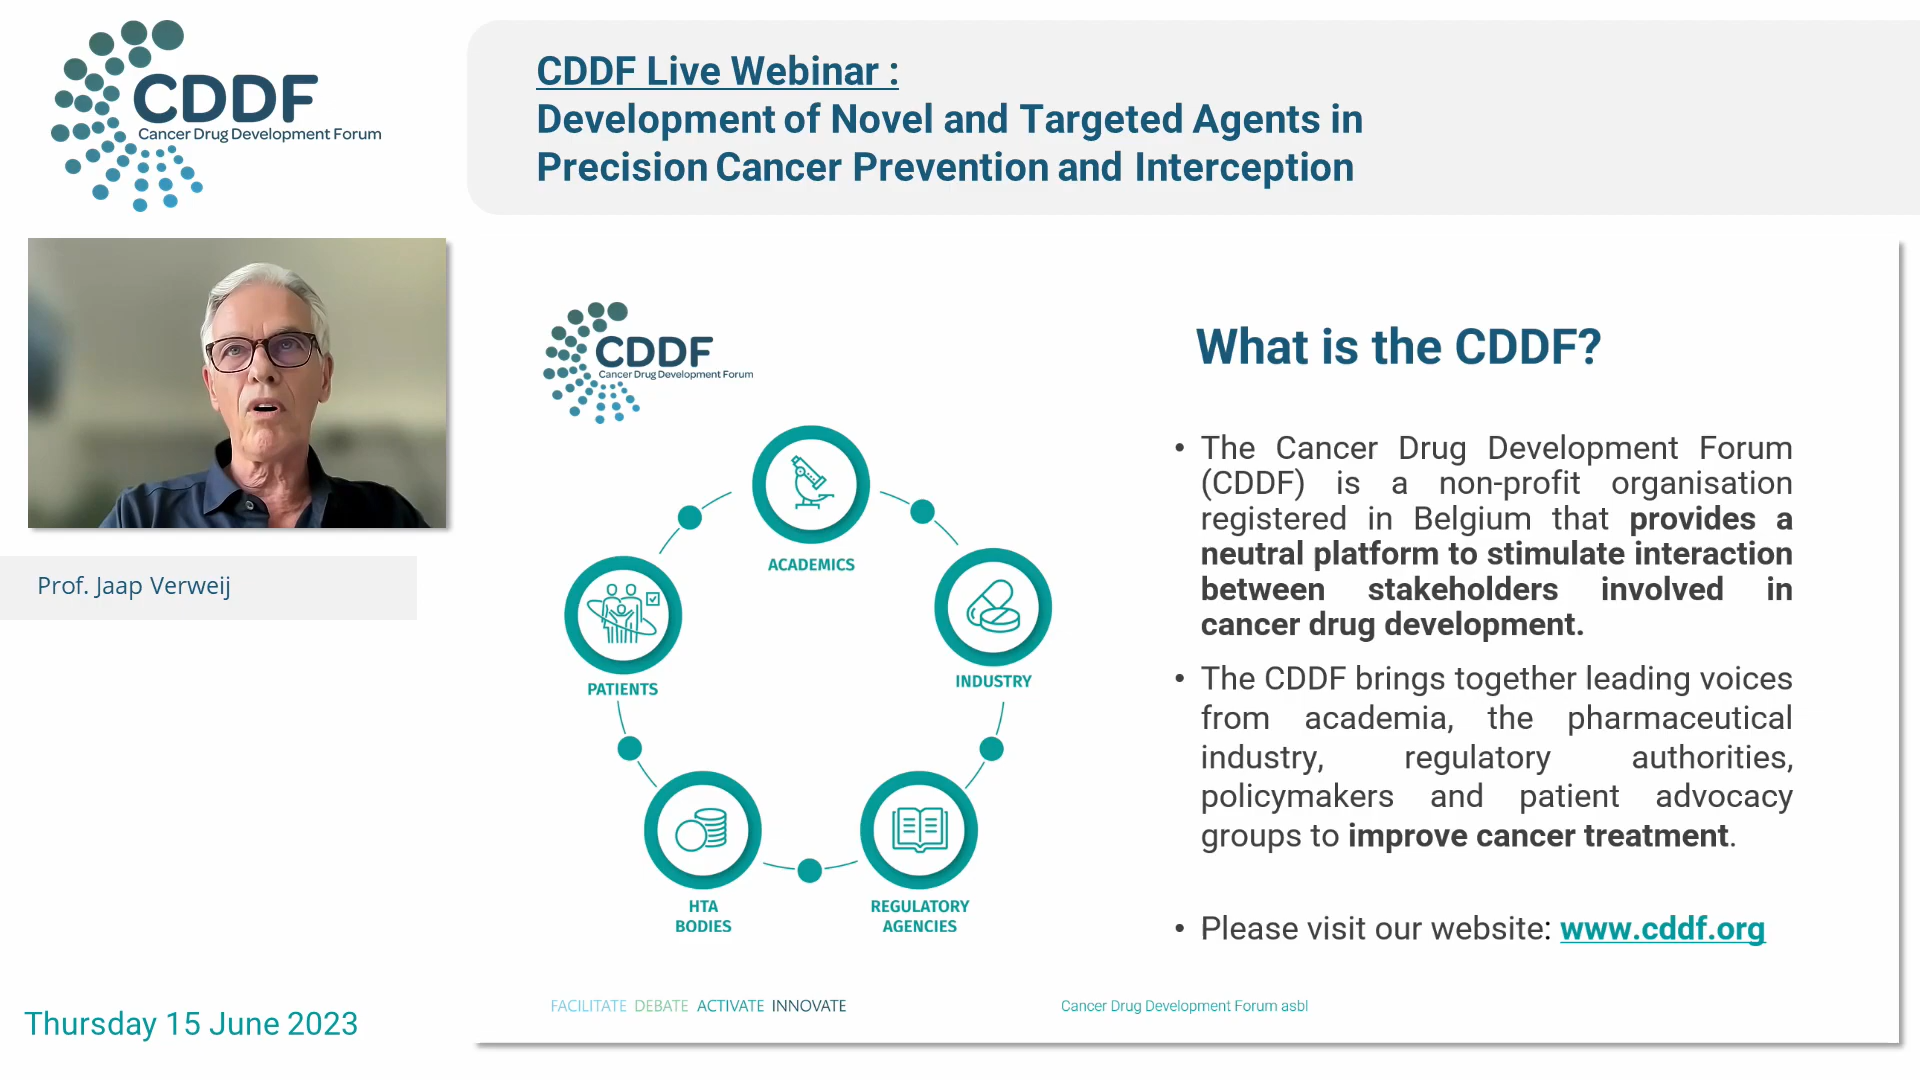 CDDF
Cancer Drug Development Forum
CDDF Live Webinar :
Development of Novel and Targeted Agents in
Precision Cancer Prevention and Interception
Prof. Jaap Verweij
Thursday 15 June 2023
CDDF
Cancer Drug Development Forum
ACADEMICS
INDUSTRY
REGULATORY
AGENCIES
HTA
BODIES
PATIENTS
What is the CDDF?
• The Cancer Drug Development Forum
(CDDF) is a non-profit organisation
registered in Belgium that provides a
neutral platform to stimulate interaction
between stakeholders involved in
cancer drug development.
• The CDDF brings together leading voices
from academia, the pharmaceutical
industry, regulatory authorities,
policymakers and patient advocacy
groups to improve cancer treatment.
• Please visit our website: www.cddf.org
FACILITATE DEBATE ACTIVATE INNOVATE
Cancer Drug Development Forum asbl